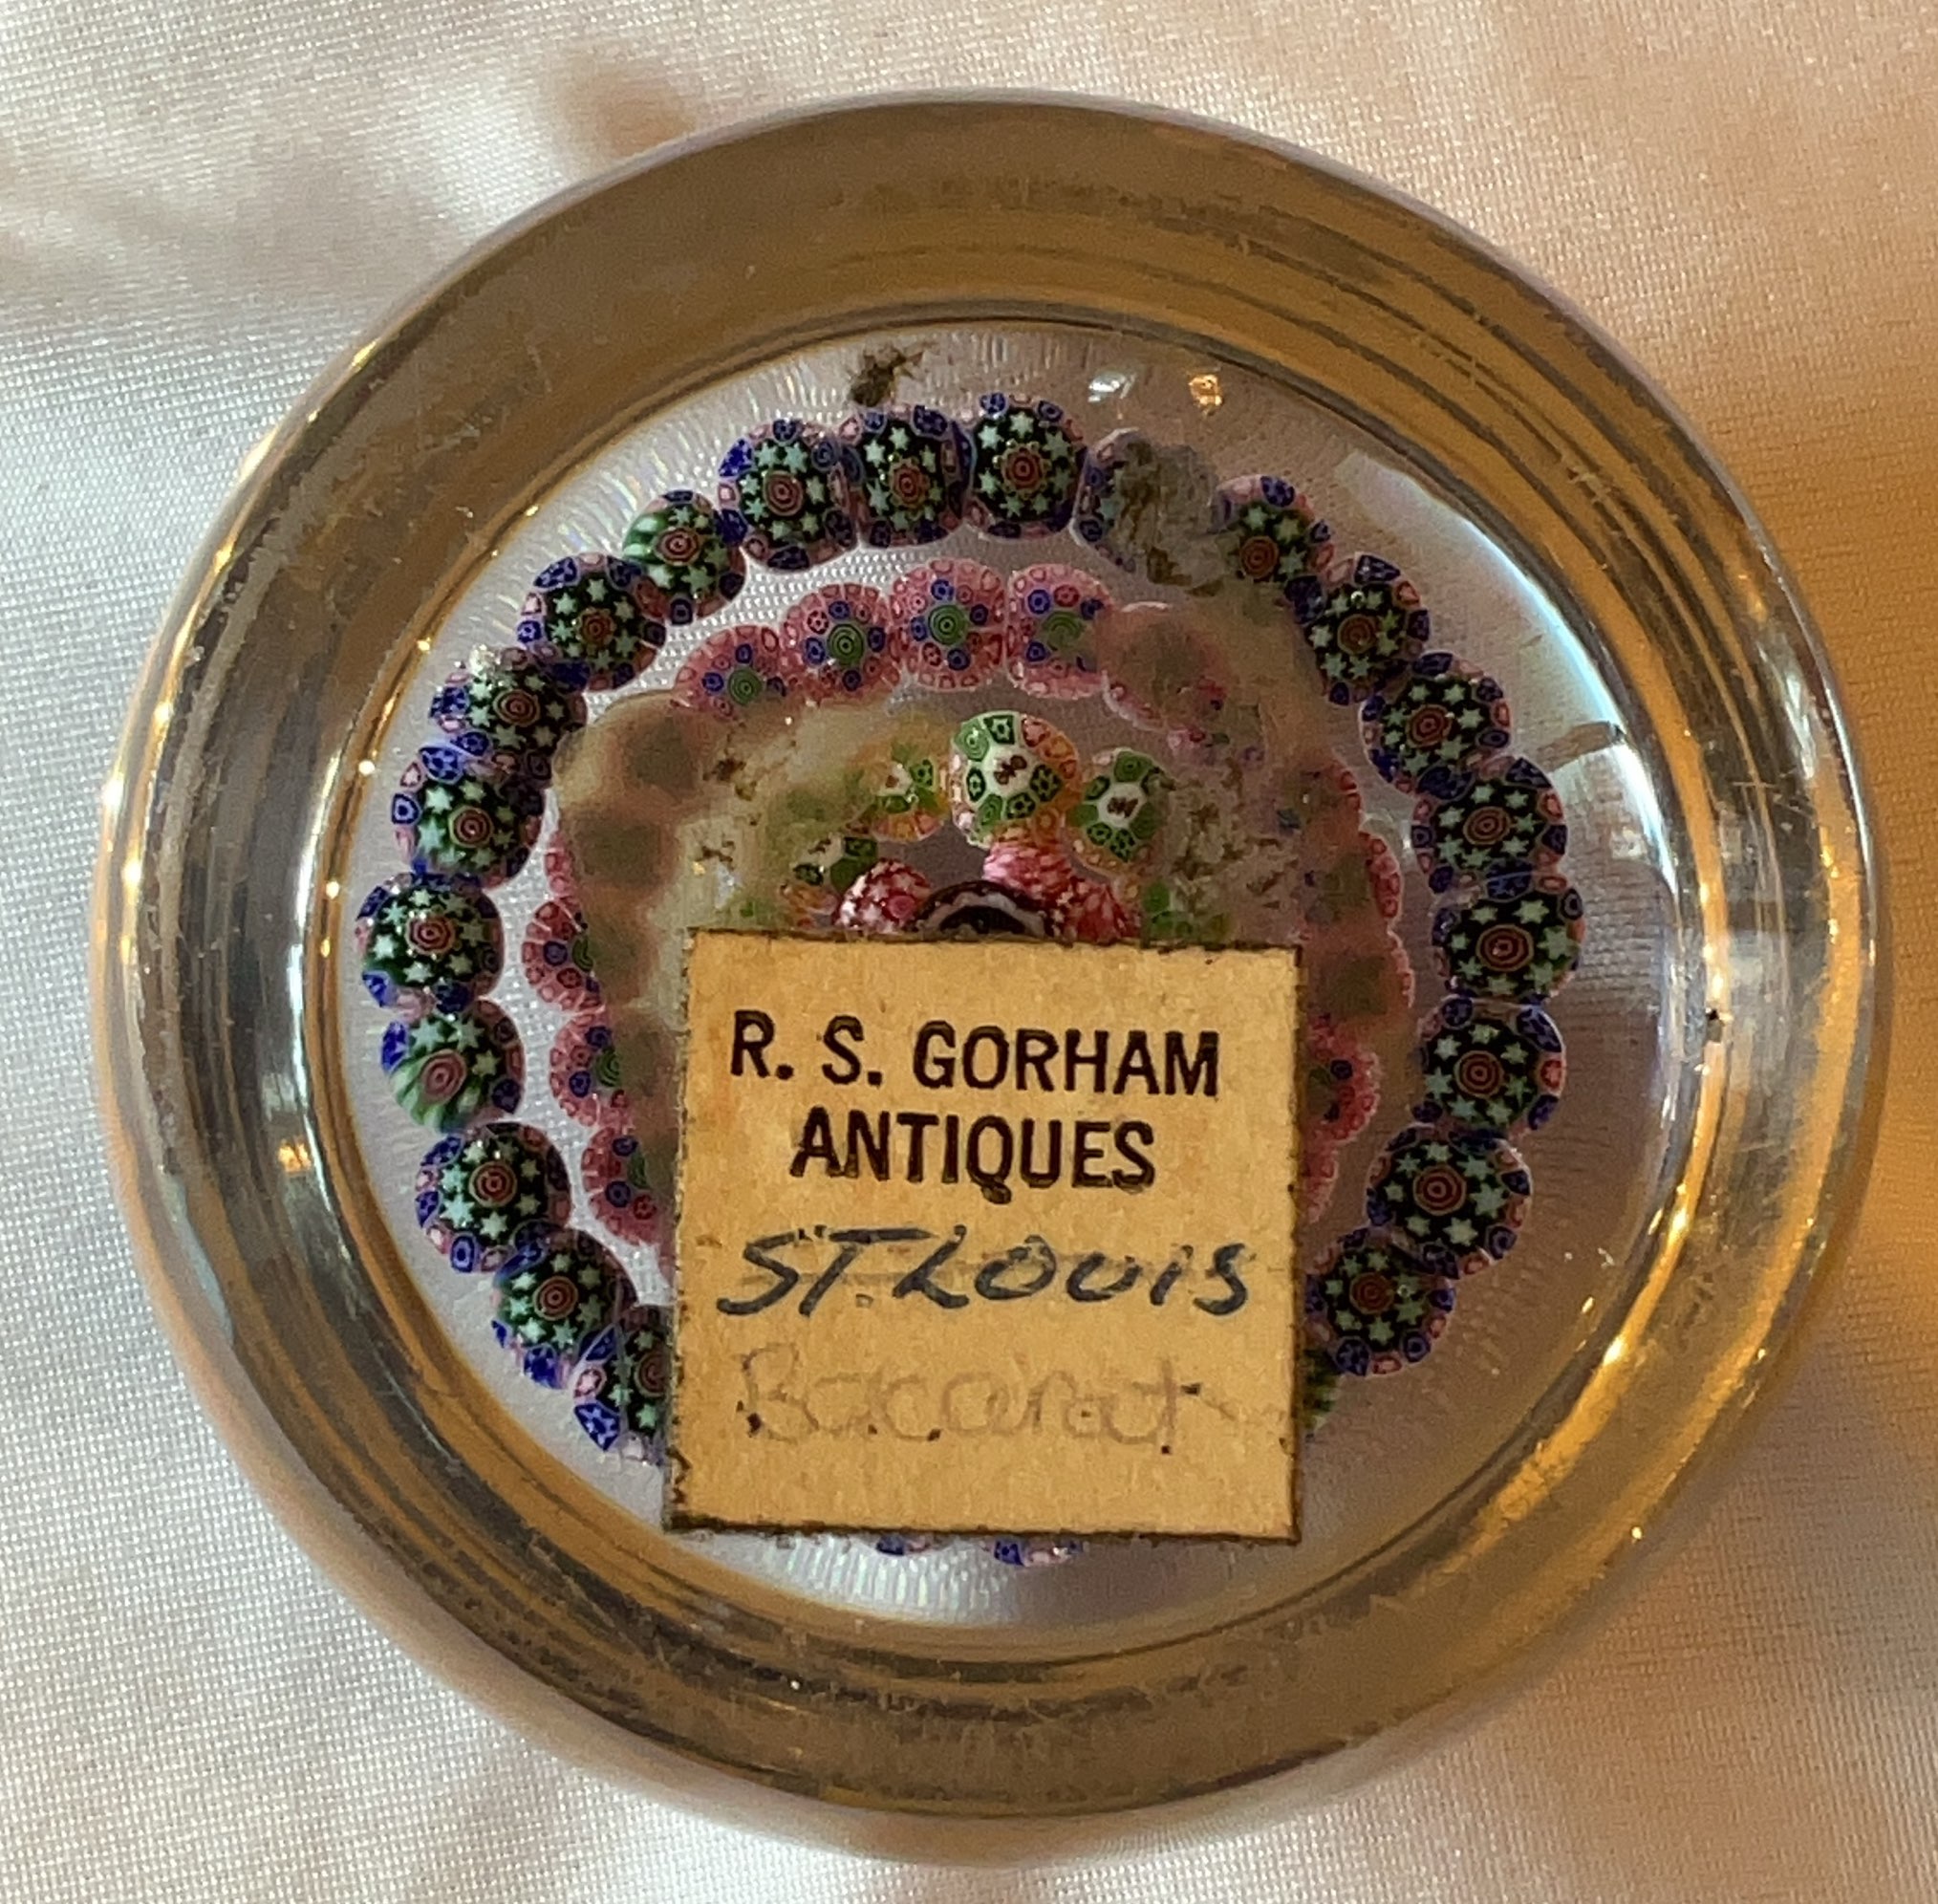 R. S. GORHAM
ANTIQUES
ST. LOUIS
Baccarat